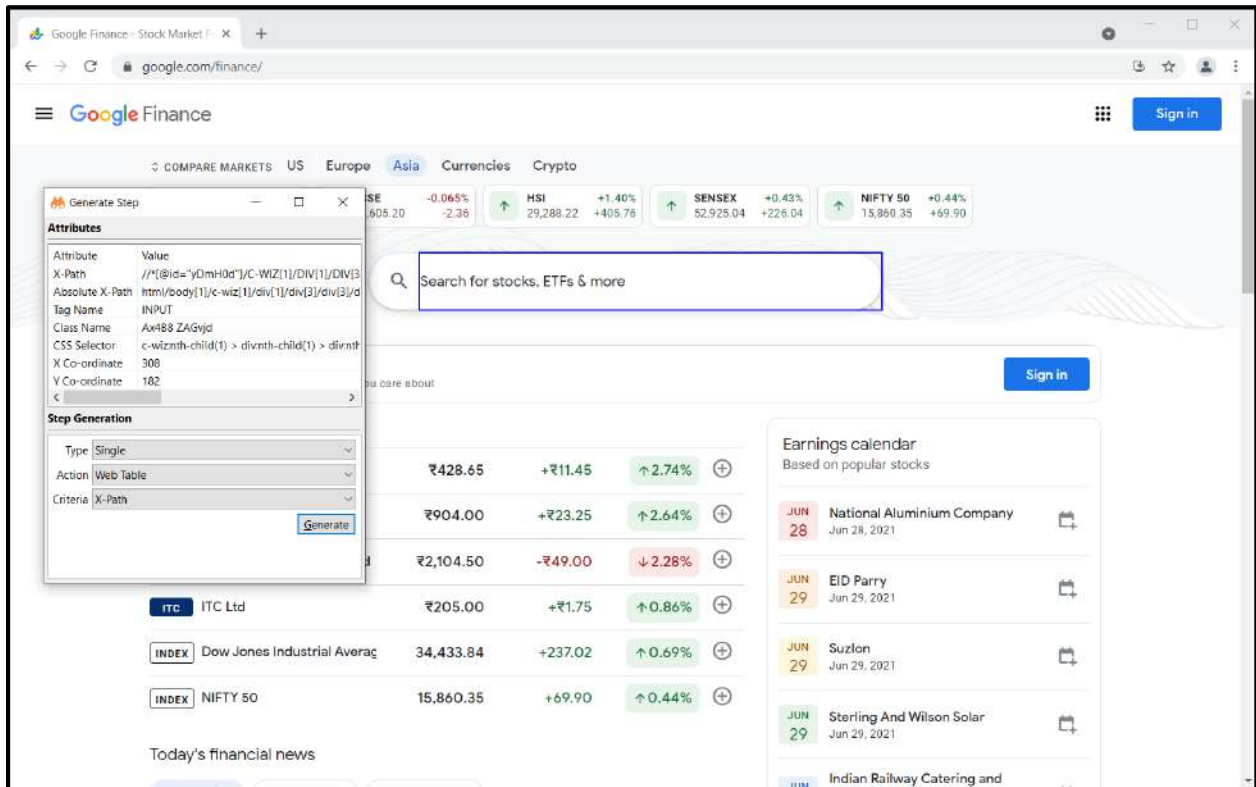 Google Finance - Stock Market F
google.com/finance/
Google Finance
Sign in
COMPARE MARKETS US Europe Asia Currencies Crypto
-0.065%
-2.36
HSI +1.40%
29,288.22 +405.76
SENSEX +0.43%
52,925.04 +226.04
NIFTY 50 +0.44%
15,860.35 +69.90
Generate Step
Attributes
Attribute Value
X-Path //*[@id="yDmH0d"]/C-WIZ[1]/DIV[1]/DIV[3
Absolute X-Path html/body[1]/c-wiz[1]/div[1]/div[3]/div[3]/d
Tag Name INPUT
Class Name Ax4B8 ZAGvjd
CSS Selector c-wiz:nth-child(1) > div:nth-child(1) > div:nth
X Co-ordinate 308
Y Co-ordinate 182
Step Generation
Type Single
Action Web Table
Criteria X-Path
Generate
Search for stocks, ETFs & more
care about
Sign in
₹428.65 +₹11.45 2.74%
₹904.00 +₹23.25 2.64%
₹2,104.50 -₹49.00 2.28%
ITC ITC Ltd ₹205.00 +₹1.75 0.86%
INDEX Dow Jones Industrial Averag 34,433.84 +237.02 0.69%
INDEX NIFTY 50 15,860.35 +69.90 0.44%
Today's financial news
Earnings calendar
Based on popular stocks
JUN 28 National Aluminium Company
Jun 28, 2021
JUN 29 EID Parry
Jun 29, 2021
JUN 29 Suzlon
Jun 29, 2021
JUN 29 Sterling And Wilson Solar
Jun 29, 2021
Indian Railway Catering and